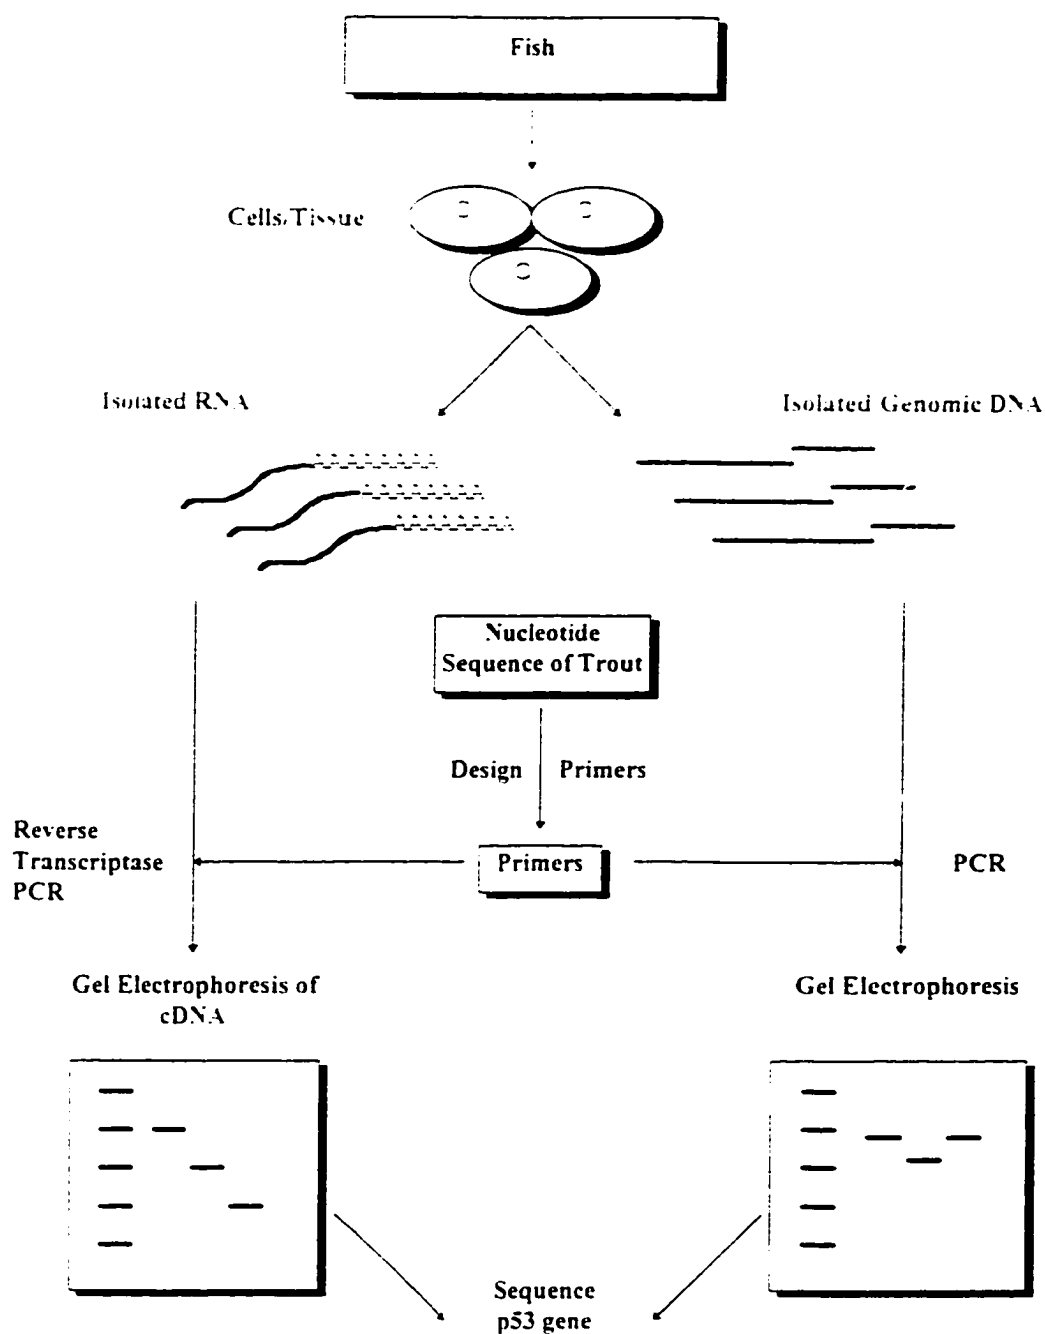 Fish
Cells/Tissue
Isolated RNA
Isolated Genomic DNA
Nucleotide
Sequence of Trout
Design Primers
Reverse
Transcriptase
PCR
Primers
PCR
Gel Electrophoresis of
cDNA
Gel Electrophoresis
Sequence
p53 gene